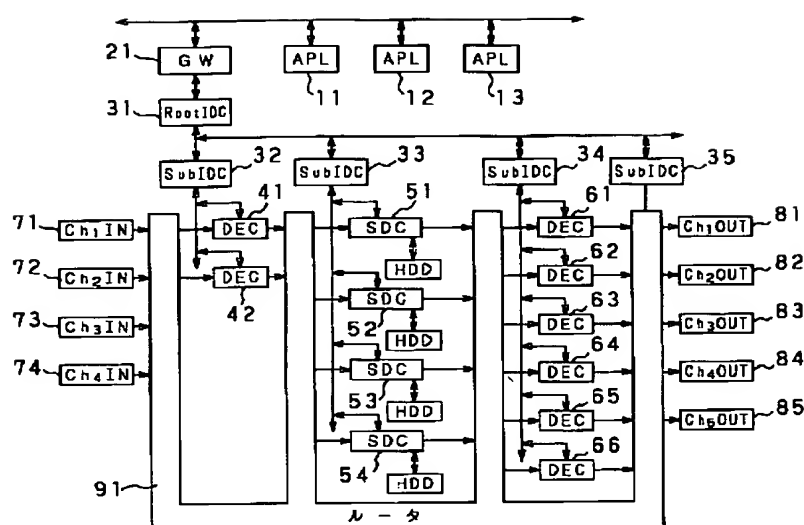 21
GW
APL
APL
APL
11
12
13
31
RootIDC
32
33
34
35
SubIDC
SubIDC
SubIDC
SubIDC
41
51
61
71
Ch₁IN
DEC
SDC
DEC
Ch₁OUT
81
HDD
62
72
Ch₂IN
DEC
DEC
Ch₂OUT
82
42
SDC
52
HDD
63
73
Ch₃IN
DEC
Ch₃OUT
83
64
74
Ch₄IN
SDC
DEC
Ch₄OUT
84
53
HDD
65
DEC
Ch₅OUT
85
SDC
66
54
HDD
DEC
91
ルータ